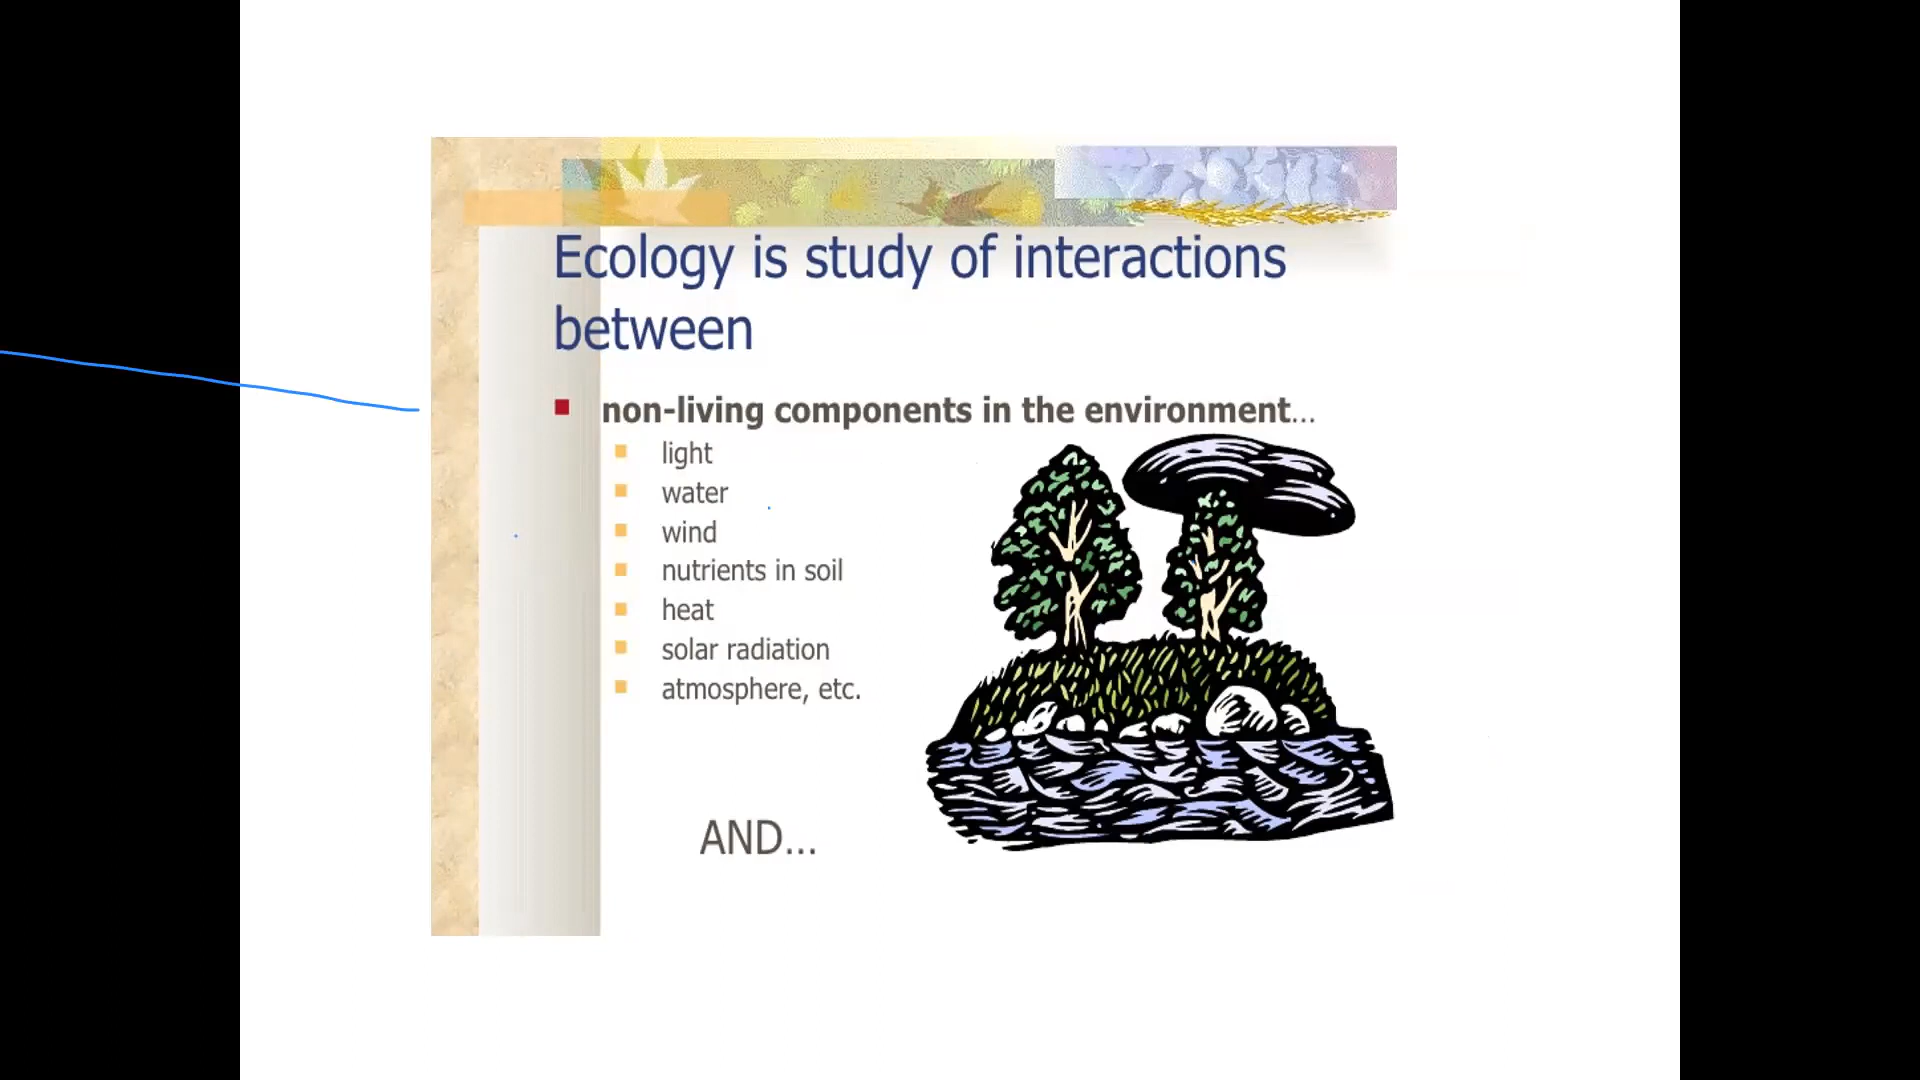 Ecology is study of interactions
between
non-living components in the environment...
light
water
wind
nutrients in soil
heat
solar radiation
atmosphere, etc.
AND...